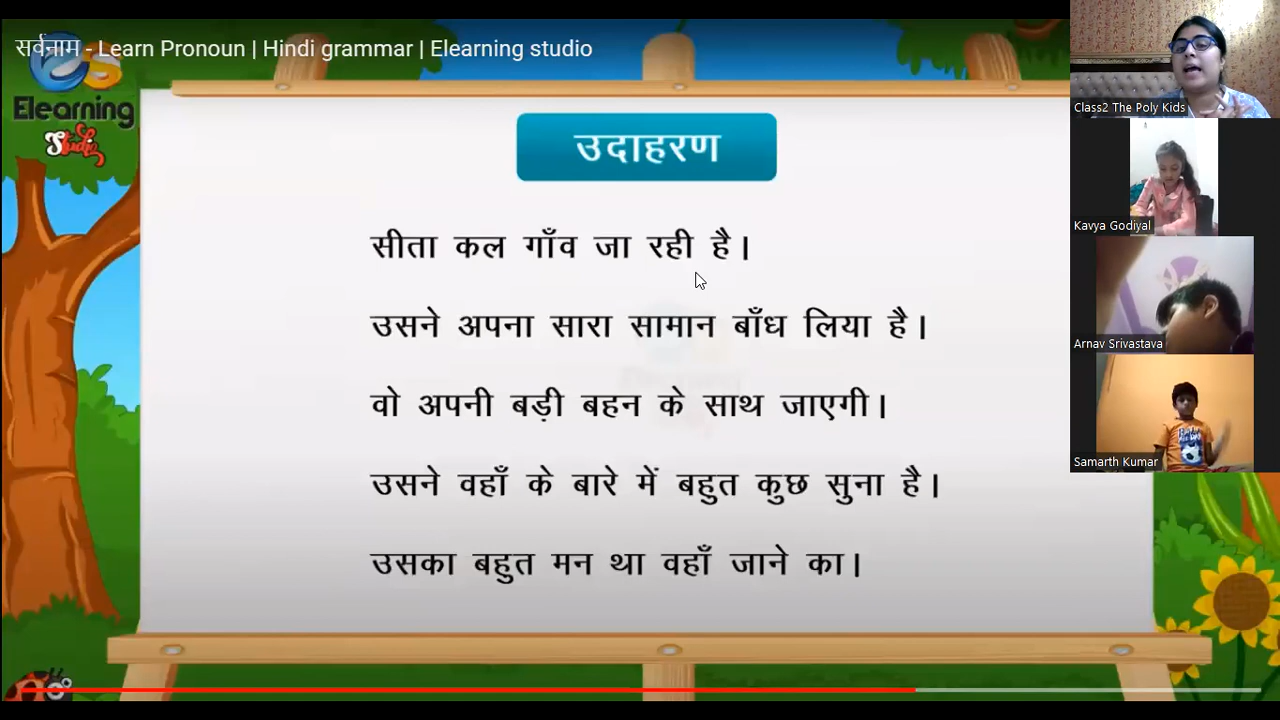 सर्वनाम - Learn Pronoun | Hindi grammar | Elearning studio
Elearning
Studio
उदाहरण
सीता कल गाँव जा रही है।
उसने अपना सारा सामान बाँध लिया है।
वो अपनी बड़ी बहन के साथ जाएगी।
उसने वहाँ के बारे में बहुत कुछ सुना है।
उसका बहुत मन था वहाँ जाने का।
Class2 The Poly Kids
Kavya Godiyal
Arnav Srivastava
Samarth Kumar